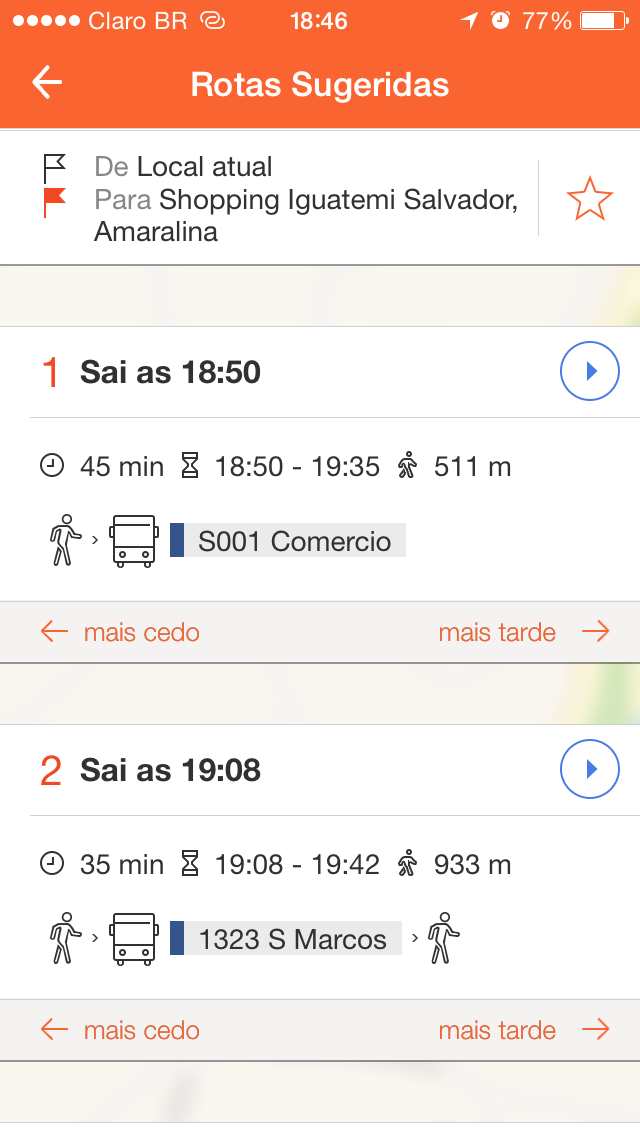 Claro BR 18:46 77%
Rotas Sugeridas
De Local atual
Para Shopping Iguatemi Salvador,
Amaralina
1 Sai as 18:50
45 min 18:50 - 19:35 511 m
S001 Comercio
mais cedo mais tarde
2 Sai as 19:08
35 min 19:08 - 19:42 933 m
1323 S Marcos
mais cedo mais tarde